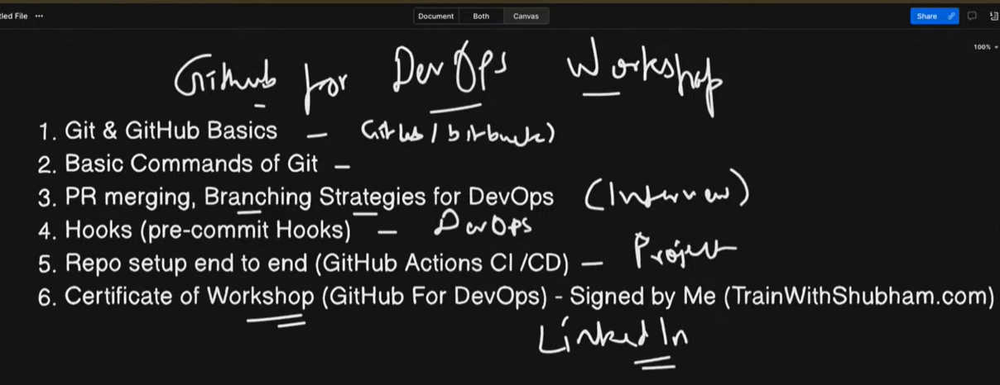 tled File ...
Document Both Canvas
Share
100%
Github for DevOps Workshop
1. Git & GitHub Basics — Gitlab / bitbucket)
2. Basic Commands of Git —
3. PR merging, Branching Strategies for DevOps (Interview)
4. Hooks (pre-commit Hooks) — DevOps
5. Repo setup end to end (GitHub Actions CI /CD) — Project
6. Certificate of Workshop (GitHub For DevOps) - Signed by Me (TrainWithShubham.com)
LinkedIn